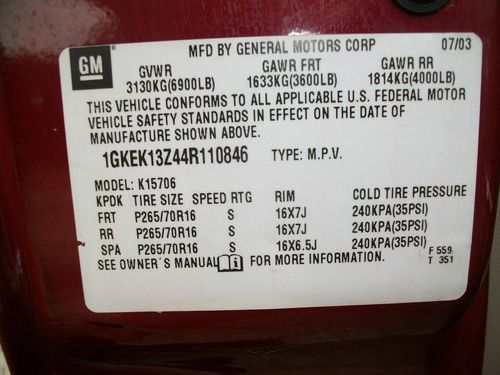 GM
MFD BY GENERAL MOTORS CORP 07/03
GVWR GAWR FRT GAWR RR
3130KG(6900LB) 1633KG(3600LB) 1814KG(4000LB)
THIS VEHICLE CONFORMS TO ALL APPLICABLE U.S. FEDERAL MOTOR
VEHICLE SAFETY STANDARDS IN EFFECT ON THE DATE OF
MANUFACTURE SHOWN ABOVE.
1GKEK13Z44R110846 TYPE: M.P.V.
MODEL: K15706
KPDK TIRE SIZE SPEED RTG RIM COLD TIRE PRESSURE
FRT P265/70R16 S 16X7J 240KPA(35PSI)
RR P265/70R16 S 16X7J 240KPA(35PSI)
SPA P265/70R16 S 16X6.5J 240KPA(35PSI)
SEE OWNER'S MANUAL i FOR MORE INFORMATION.
F 559
T 351